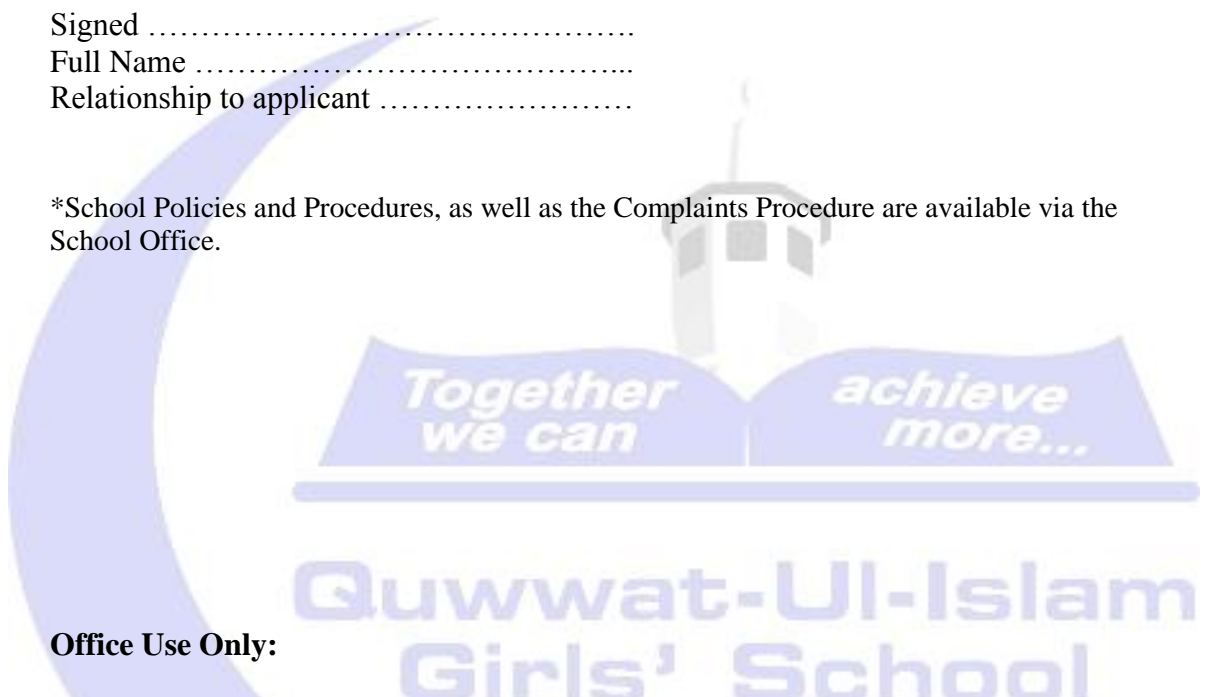 Signed ……………………………………….
Full Name …………………………………...
Relationship to applicant ……………………
*School Policies and Procedures, as well as the Complaints Procedure are available via the
School Office.
Together
we can
achieve
more...
Quwwat-Ul-Islam
Girls' School
Office Use Only: